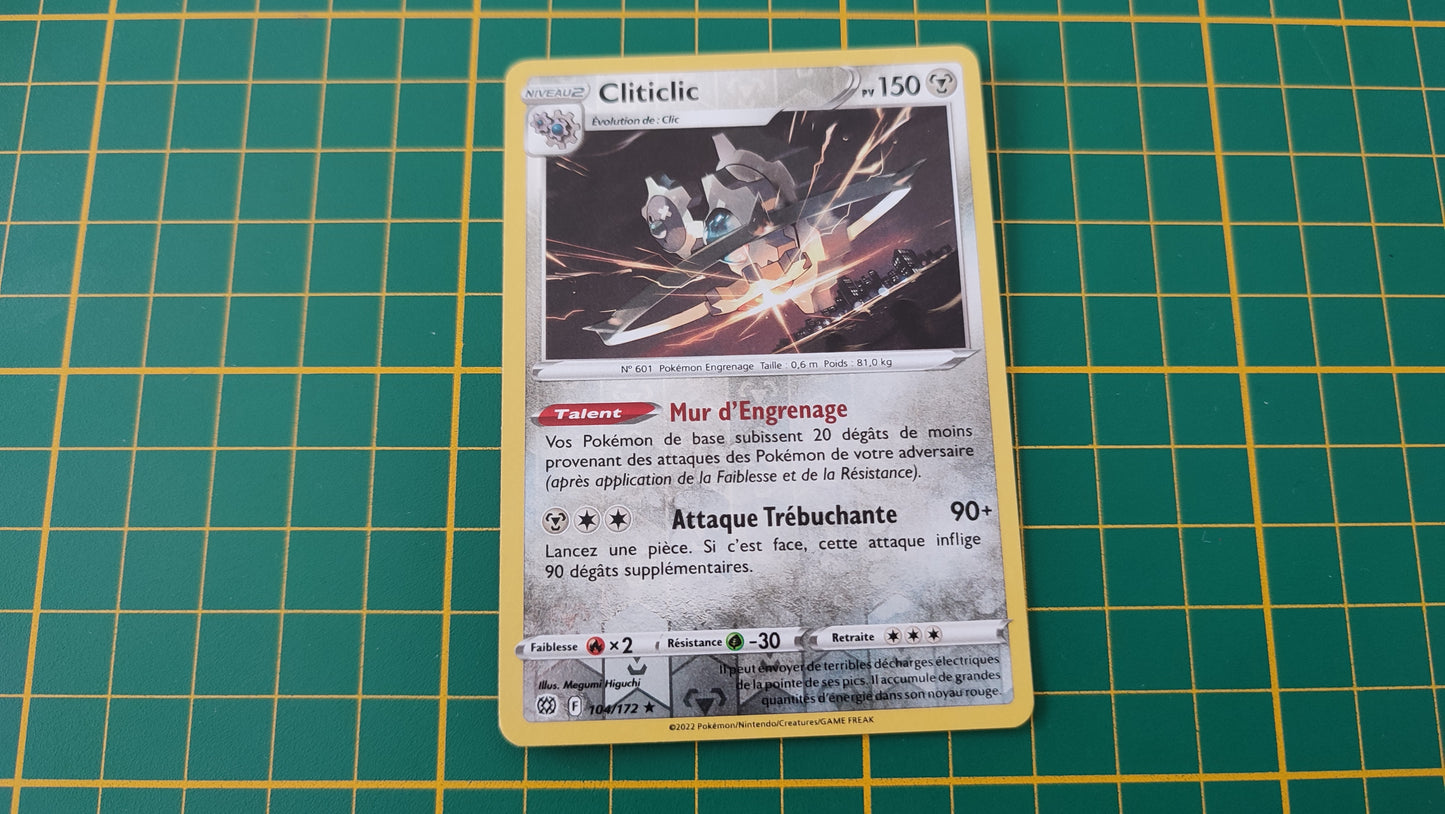 NIVEAU 2 Cliticlic PV 150
Évolution de : Clic
N° 601 Pokémon Engrenage Taille : 0,6 m Poids : 81,0 kg
Talent Mur d'Engrenage
Vos Pokémon de base subissent 20 dégâts de moins
provenant des attaques des Pokémon de votre adversaire
(après application de la Faiblesse et de la Résistance).
Attaque Trébuchante 90+
Lancez une pièce. Si c'est face, cette attaque inflige
90 dégâts supplémentaires.
Faiblesse ×2 Résistance -30 Retraite
Il peut envoyer de terribles décharges électriques
de la pointe de ses pics. Il accumule de grandes
quantités d'énergie dans son noyau rouge.
Illus. Megumi Higuchi
F 104/172 ★
©2022 Pokémon/Nintendo/Creatures/GAME FREAK